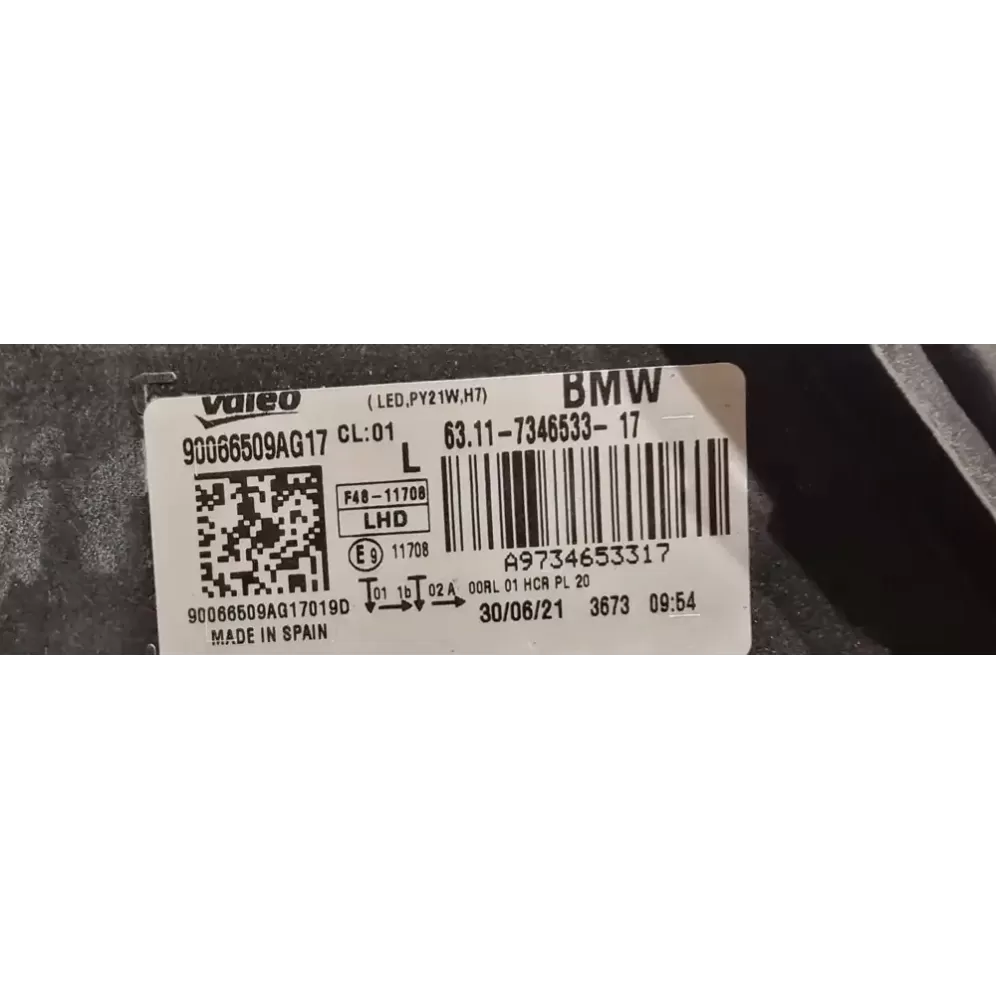 Valeo (LED,PY21W,H7) BMW
90066509AG17 CL:01 L 63.11-7346533-17
F48-11708
LHD
E9 11708
A9734653317
01 1b 02A 00RL 01 HCR PL 20
90066509AG17019D 30/06/21 3673 09:54
MADE IN SPAIN